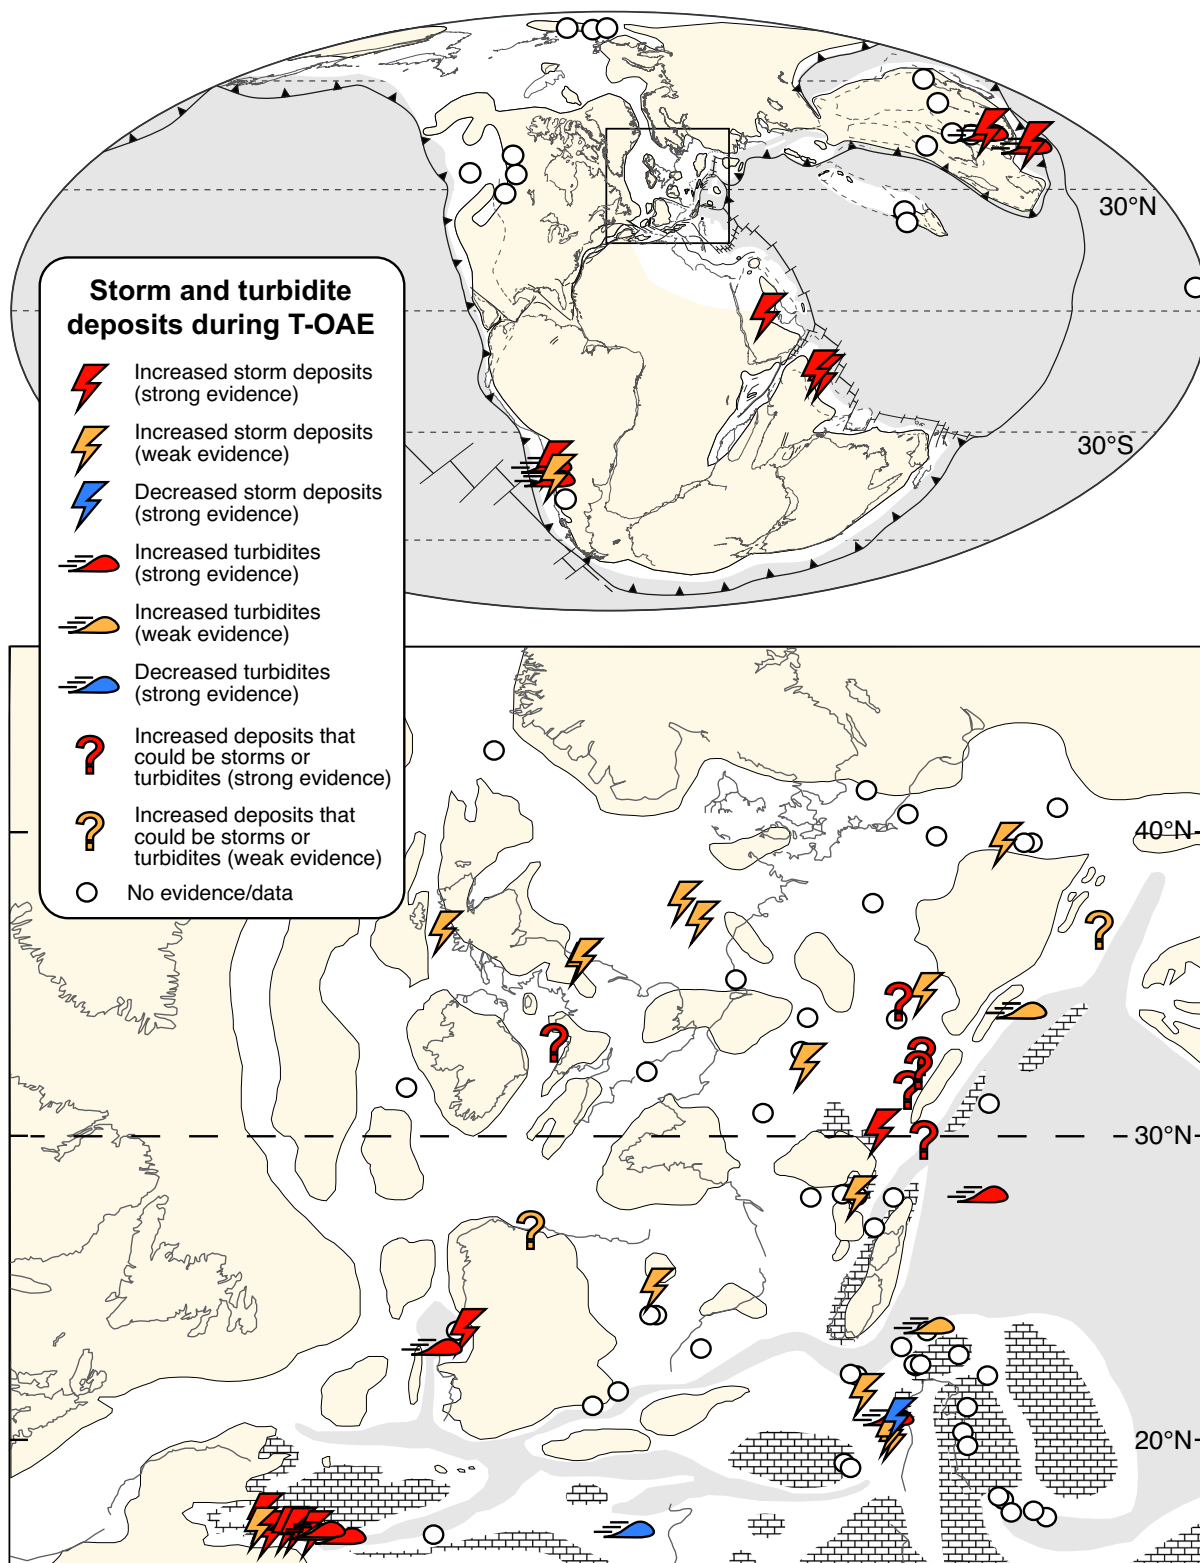 30°N
30°S
Storm and turbidite
deposits during T-OAE
Increased storm deposits
(strong evidence)
Increased storm deposits
(weak evidence)
Decreased storm deposits
(strong evidence)
Increased turbidites
(strong evidence)
Increased turbidites
(weak evidence)
Decreased turbidites
(strong evidence)
?
Increased deposits that
could be storms or
turbidites (strong evidence)
?
Increased deposits that
could be storms or
turbidites (weak evidence)
No evidence/data
40°N
?
?
?
?
?
?
30°N
?
?
20°N